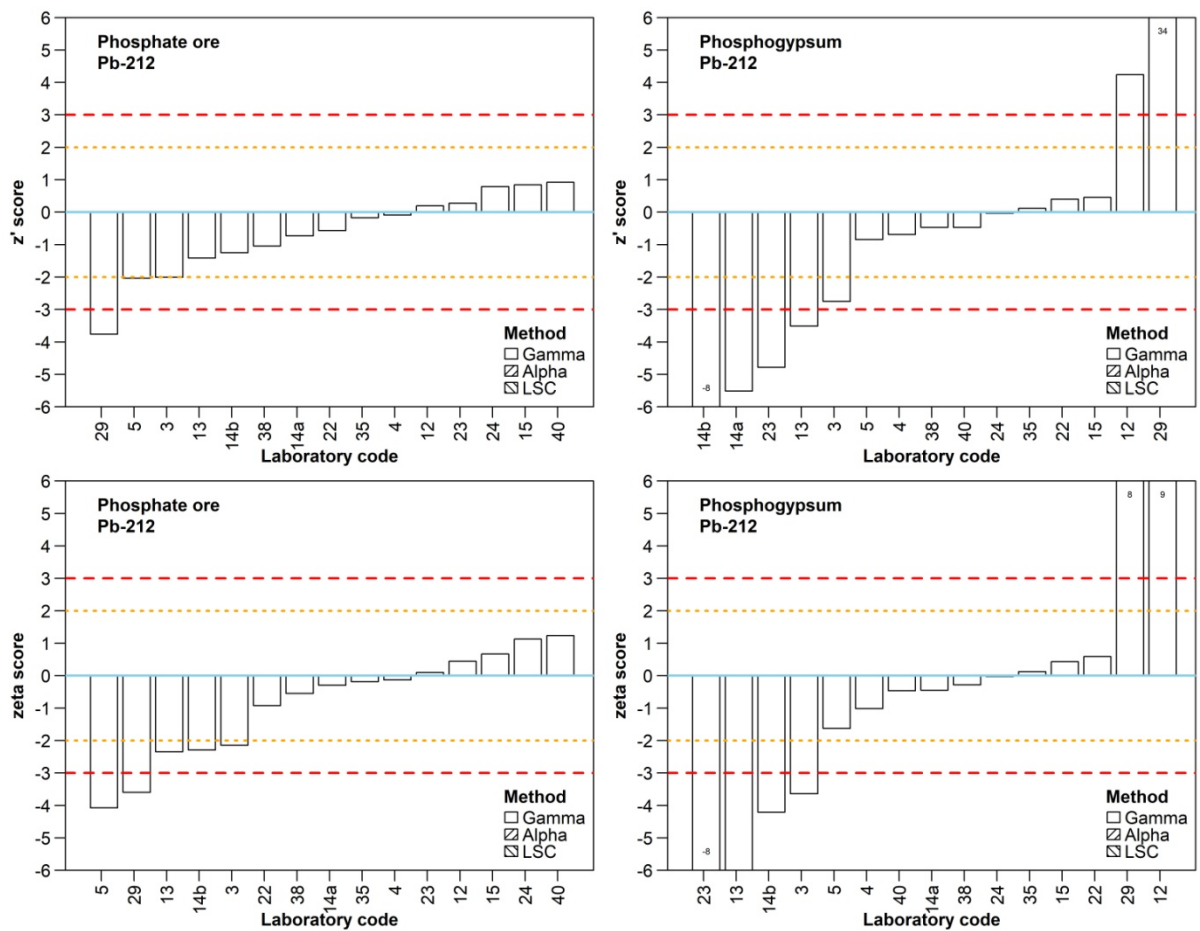 Phosphate ore
Pb-212
z' score
6
5
4
3
2
1
0
-1
-2
-3
-4
-5
-6
Method
Gamma
Alpha
LSC
29 5 3 13 14b 38 14a 22 35 4 12 23 24 15 40
Laboratory code
Phosphogypsum
Pb-212
z' score
6
5
4
3
2
1
0
-1
-2
-3
-4
-5
-6
34
-8
Method
Gamma
Alpha
LSC
14b 14a 23 13 3 5 4 38 40 24 35 22 15 12 29
Laboratory code
Phosphate ore
Pb-212
zeta score
6
5
4
3
2
1
0
-1
-2
-3
-4
-5
-6
Method
Gamma
Alpha
LSC
5 29 13 14b 3 22 38 14a 35 4 23 12 15 24 40
Laboratory code
Phosphogypsum
Pb-212
zeta score
6
5
4
3
2
1
0
-1
-2
-3
-4
-5
-6
8 9
-8
Method
Gamma
Alpha
LSC
23 13 14b 3 5 4 40 14a 38 24 35 15 22 29 12
Laboratory code